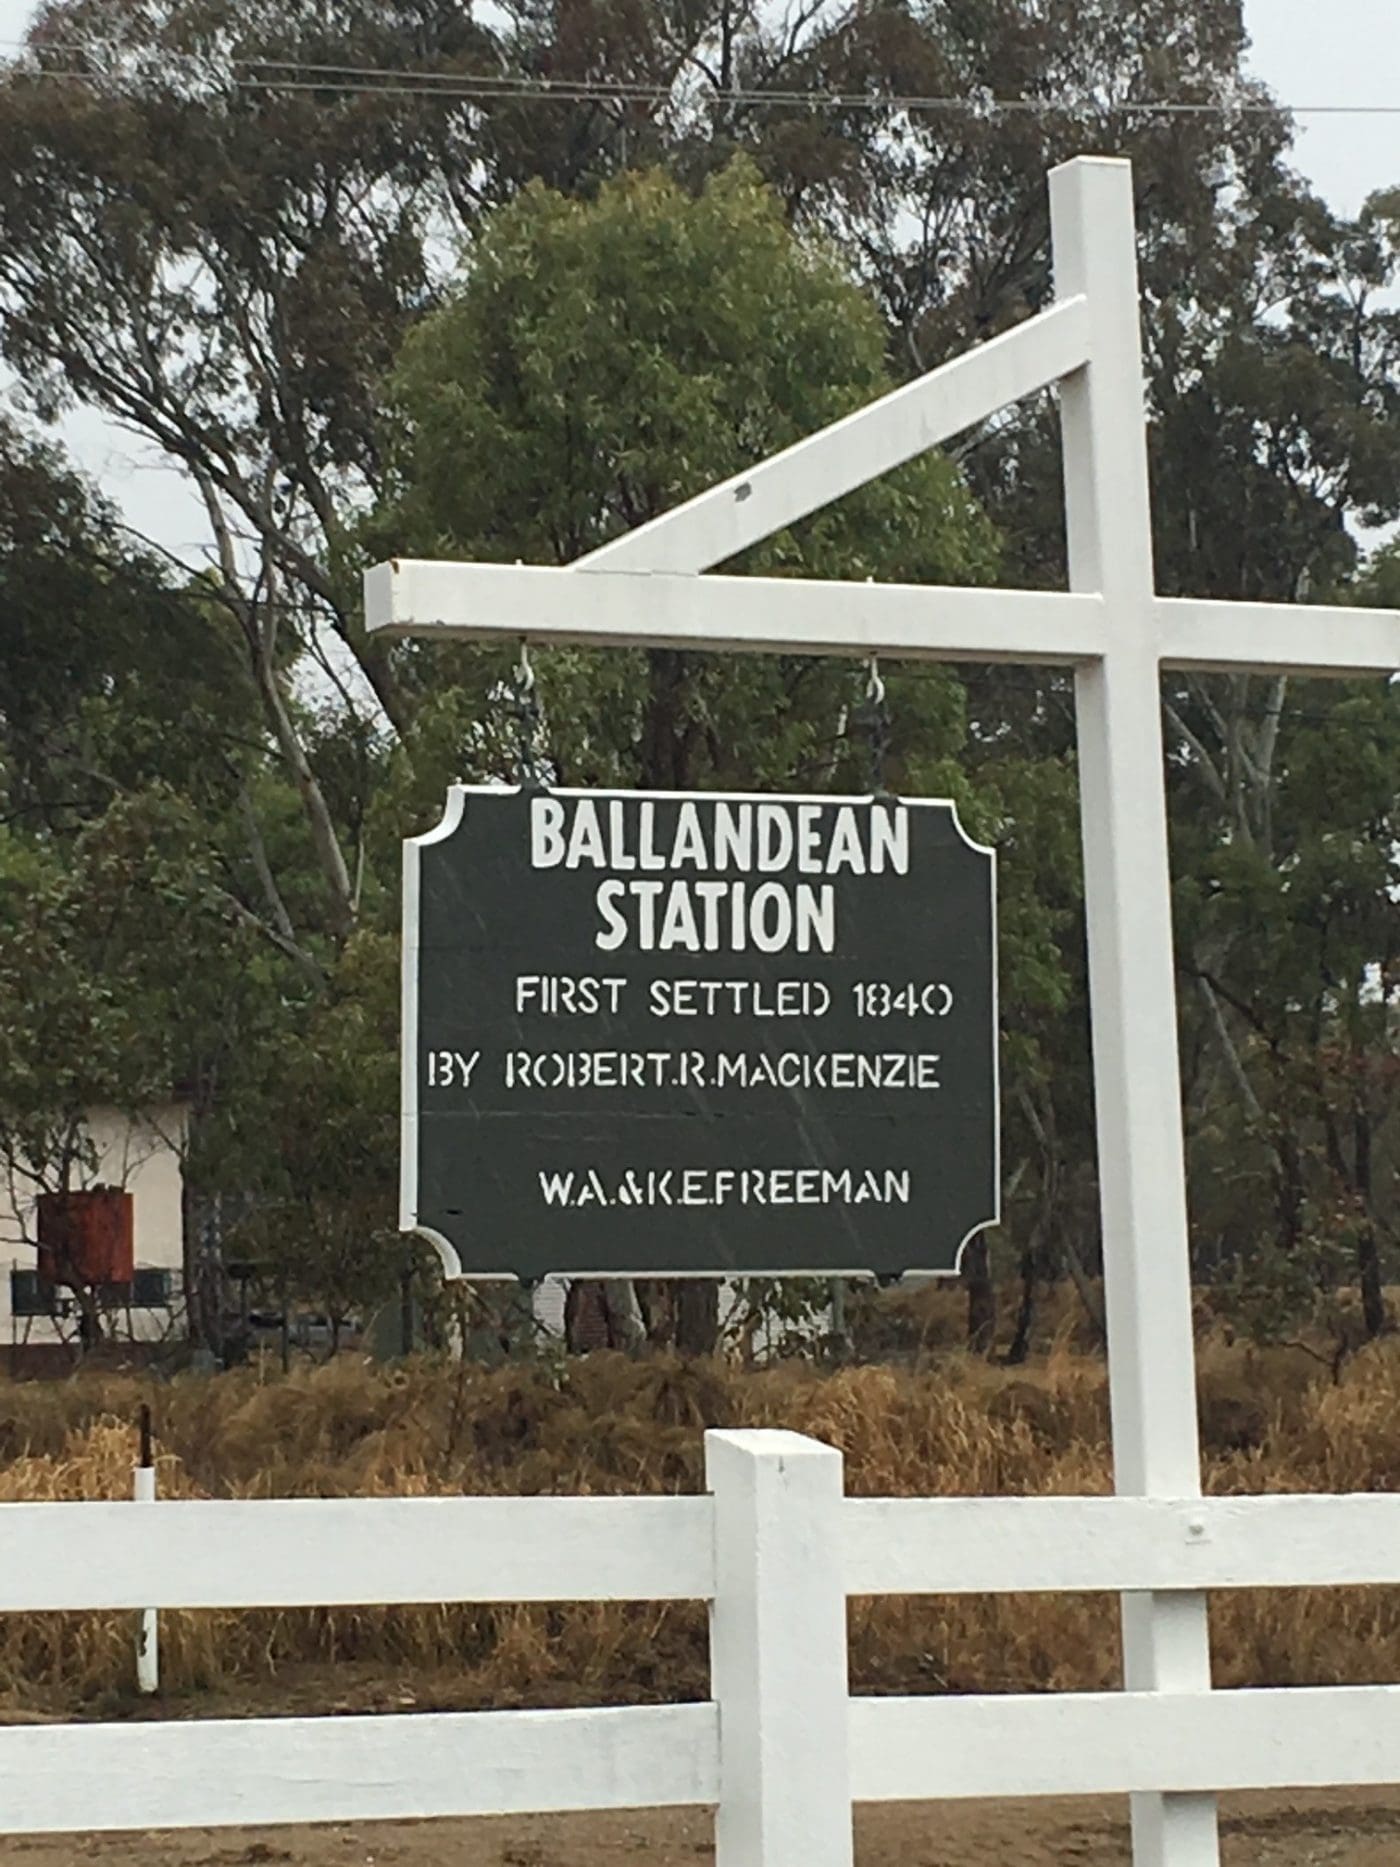 BALLANDEAN
STATION
FIRST SETTLED 1840
BY ROBERT.R.MACKENZIE
W.A.&K.E.FREEMAN